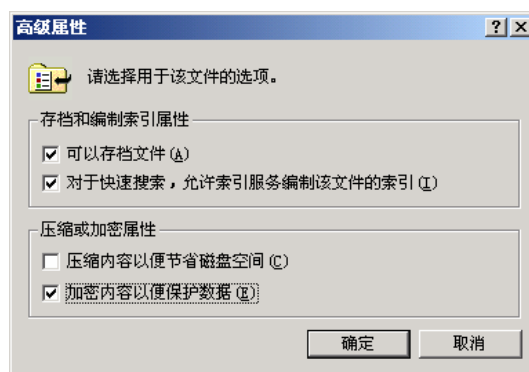 高级属性
请选择用于该文件的选项。
存档和编制索引属性
可以存档文件(A)
对于快速搜索，允许索引服务编制该文件的索引(I)
压缩或加密属性
压缩内容以便节省磁盘空间(C)
加密内容以便保护数据(E)
确定
取消